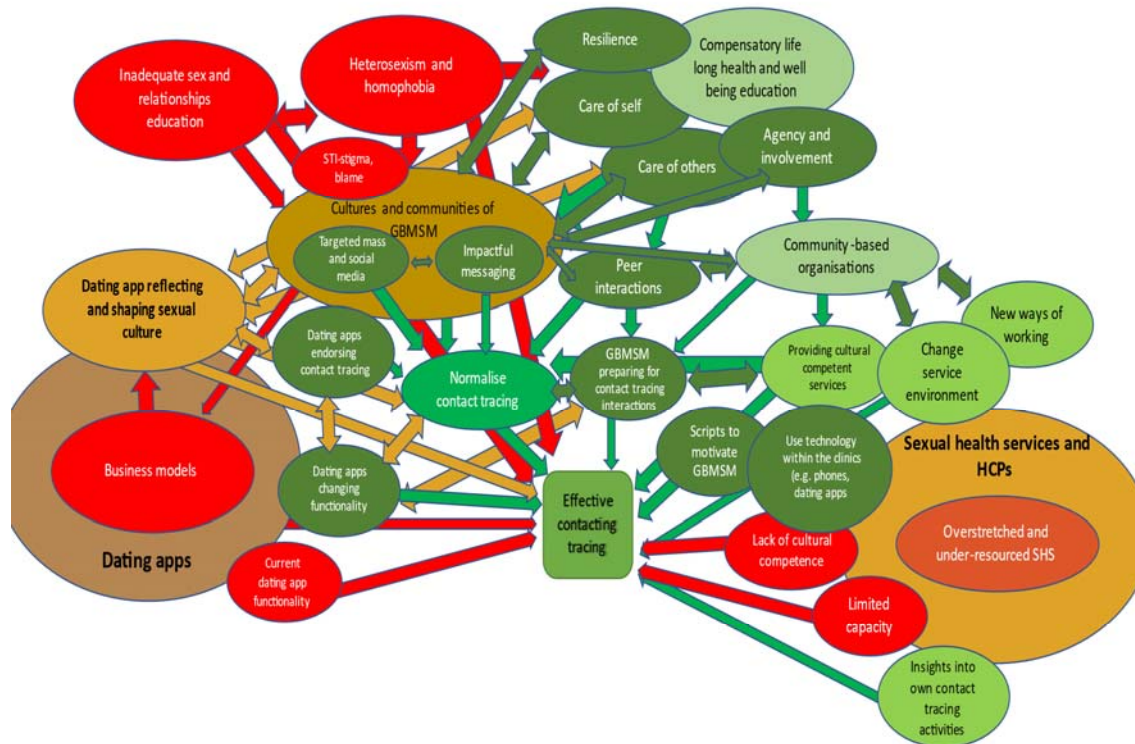 Resilience
Compensatory life
long health and well
being education
Inadequate sex and
relationships
education
Heterosexism and
homophobia
Care of self
Agency and
involvement
STI-stigma,
blame
Care of others
Cultures and communities of
GBMSM
Targeted mass
and social
media
Impactful
messaging
Peer
interactions
Community -based
organisations
Dating app reflecting
and shaping sexual
culture
New ways of
working
Dating apps
endorsing
contact tracing
Normalise
contact tracing
GBMSM
preparing for
contact tracing
interactions
Providing cultural
competent
services
Change
service
environment
Business models
Dating apps
changing
functionality
Scripts to
motivate
GBMSM
Use technology
within the clinics
(e.g. phones,
dating apps
Sexual health services and
HCPs
Effective
contacting
tracing
Overstretched and
under-resourced SHS
Dating apps
Lack of cultural
competence
Current
dating app
functionality
Limited
capacity
Insights into
own contact
tracing
activities